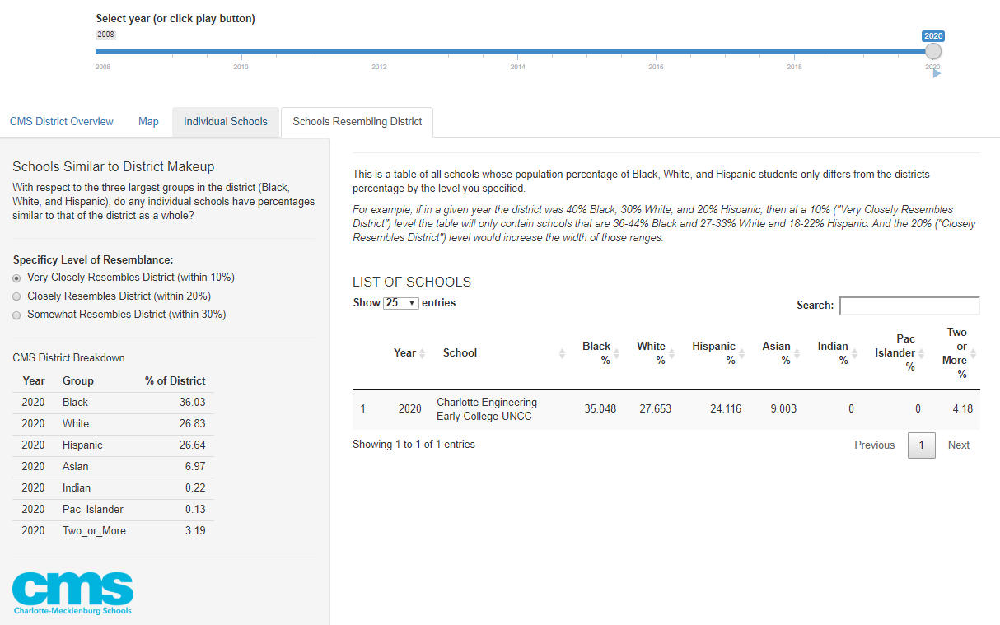 Select year (or click play button)
2008
2020
2008 2010 2012 2014 2016 2018 2020
CMS District Overview Map Individual Schools Schools Resembling District
Schools Similar to District Makeup
With respect to the three largest groups in the district (Black,
White, and Hispanic), do any individual schools have percentages
similar to that of the district as a whole?
Specificy Level of Resemblance:
Very Closely Resembles District (within 10%)
Closely Resembles District (within 20%)
Somewhat Resembles District (within 30%)
CMS District Breakdown
Year Group % of District
2020 Black 36.03
2020 White 26.83
2020 Hispanic 26.64
2020 Asian 6.97
2020 Indian 0.22
2020 Pac_Islander 0.13
2020 Two_or_More 3.19
cms
Charlotte-Mecklenburg Schools
This is a table of all schools whose population percentage of Black, White, and Hispanic students only differs from the districts
percentage by the level you specified.
For example, if in a given year the district was 40% Black, 30% White, and 20% Hispanic, then at a 10% ("Very Closely Resembles
District") level the table will only contain schools that are 36-44% Black and 27-33% White and 18-22% Hispanic. And the 20% ("Closely
Resembles District") level would increase the width of those ranges.
LIST OF SCHOOLS
Show 25 entries
Search:
Year School Black % White % Hispanic % Asian % Indian % Pac Islander % Two or More %
1 2020 Charlotte Engineering Early College-UNCC 35.048 27.653 24.116 9.003 0 0 4.18
Showing 1 to 1 of 1 entries
Previous 1 Next